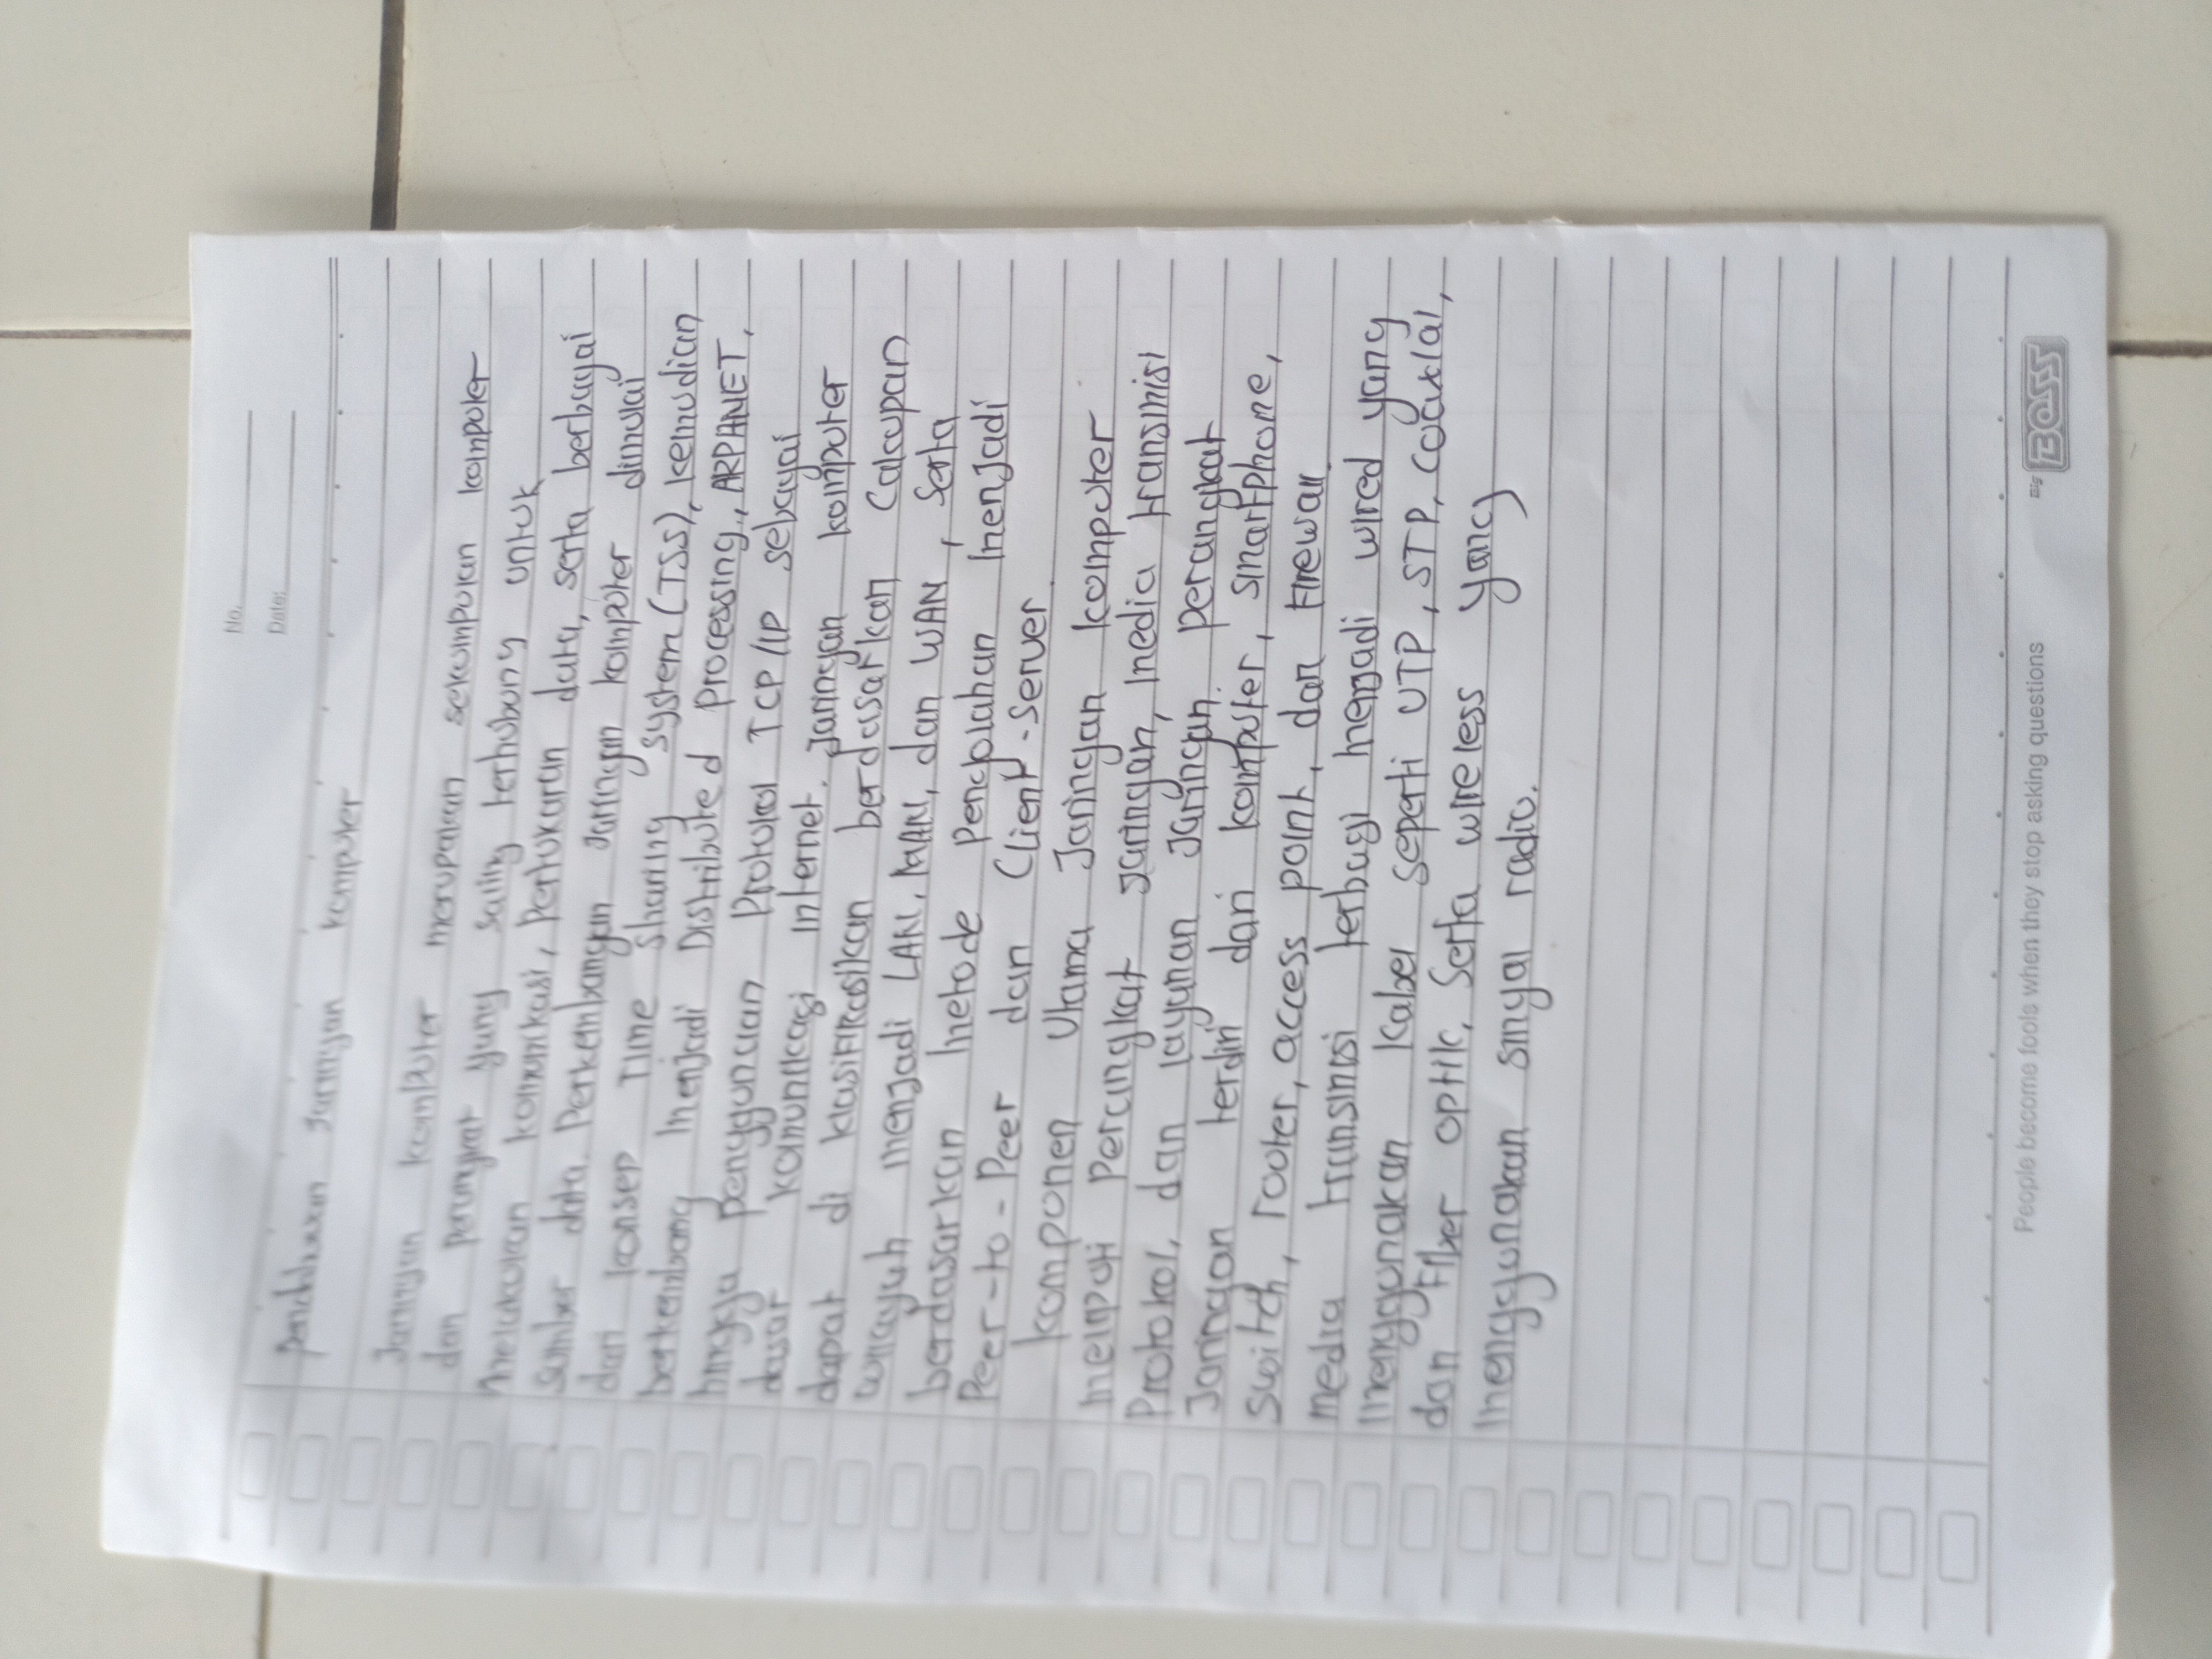 No.
Date:
pendahuluan Jaringan komputer
Jaringan komputer merupakan sekumpulan komputer
dan perangkat yang saling terhubung untuk
melakukan komunikasi, Pertukaran data, serta berbagai
sumber data. Perkembangan Jaringan komputer dimulai
dari konsep Time sharing system (TSS), kemudian
berkembang menjadi Distributed Processing, ARPANET,
hingga penggunaan Protokol TCP/IP sebagai
dasar komunikasi internet. Jaringan komputer
dapat di klasifikasikan berdasarkan Cakupan
wilayah menjadi LAN, MAN, dan WAN, Serta
berdasarkan metode Pengolahan menjadi
Peer-to-Peer dan Client-Server.
komponen Utama Jaringan komputer
meliputi Perangkat Jaringan, media transmisi
Protokol, dan layanan Jaringan. perangkat
Jaringan terdiri dari komputer, smartphone,
switch, router, access point, dan Firewall
media transmisi terbagi menjadi wired yang
menggunakan Kabel seperti UTP, STP, Coaxial,
dan Fiber optik, Serta wireless yang
menggunakan sinyal radio.
People become fools when they stop asking questions
Big BOSS